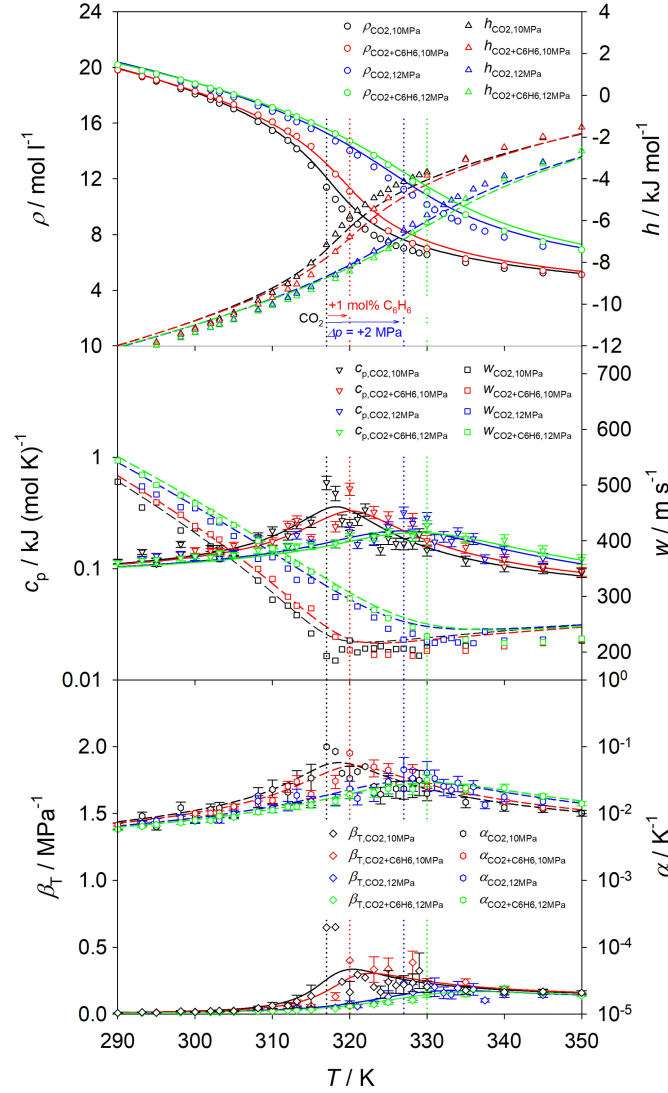 24
20
16
12
8
4
10
ρ / mol l⁻¹
4
2
0
-2
-4
-6
-8
-10
-12
h / kJ mol⁻¹
ρCO2,10MPa
ρCO2+C6H6,10MPa
ρCO2,12MPa
ρCO2+C6H6,12MPa
hCO2,10MPa
hCO2+C6H6,10MPa
hCO2,12MPa
hCO2+C6H6,12MPa
+1 mol% C₆H₆
CO₂
Δp = +2 MPa
1
0.1
0.01
cp / kJ (mol K)⁻¹
700
600
500
400
300
200
w / m s⁻¹
cp,CO2,10MPa
cp,CO2+C6H6,10MPa
cp,CO2,12MPa
cp,CO2+C6H6,12MPa
wCO2,10MPa
wCO2+C6H6,10MPa
wCO2,12MPa
wCO2+C6H6,12MPa
2.0
1.5
1.0
0.5
0.0
βT / MPa⁻¹
10⁰
10⁻¹
10⁻²
10⁻³
10⁻⁴
10⁻⁵
α / K⁻¹
βT,CO2,10MPa
βT,CO2+C6H6,10MPa
βT,CO2,12MPa
βT,CO2+C6H6,12MPa
αCO2,10MPa
αCO2+C6H6,10MPa
αCO2,12MPa
αCO2+C6H6,12MPa
290
300
310
320
330
340
350
T / K